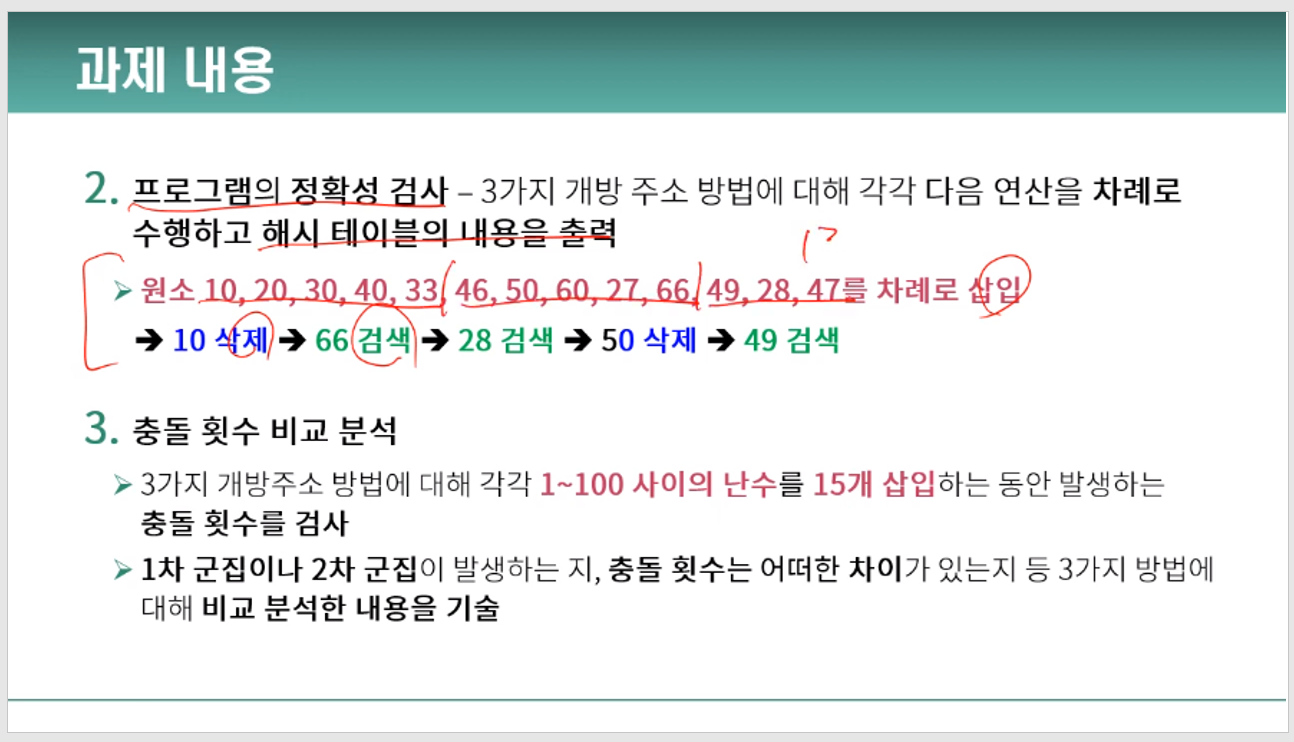 과제 내용
2. 프로그램의 정확성 검사 – 3가지 개방 주소 방법에 대해 각각 다음 연산을 차례로
수행하고 해시 테이블의 내용을 출력
13
➢ 원소 10, 20, 30, 40, 33, 46, 50, 60, 27, 66, 49, 28, 47를 차례로 삽입
➔ 10 삭제 ➔ 66 검색 ➔ 28 검색 ➔ 50 삭제 ➔ 49 검색
3. 충돌 횟수 비교 분석
➢ 3가지 개방주소 방법에 대해 각각 1~100 사이의 난수를 15개 삽입하는 동안 발생하는
충돌 횟수를 검사
➢ 1차 군집이나 2차 군집이 발생하는 지, 충돌 횟수는 어떠한 차이가 있는지 등 3가지 방법에
대해 비교 분석한 내용을 기술